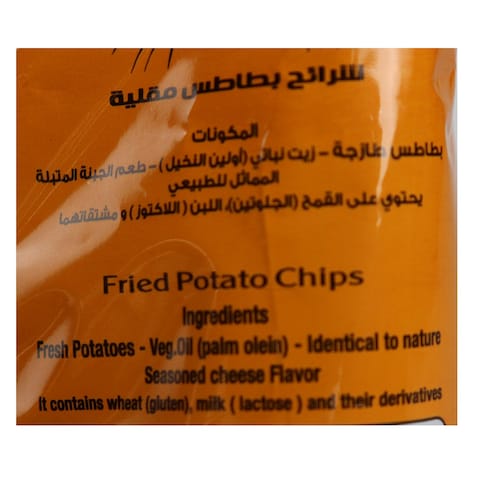 شرائح بطاطس مقلية
المكونات
بطاطس طازجة – زيت نباتي (أولين النخيل) – طعم الجبنة المتبلة
المماثل للطبيعي
يحتوي على القمح (الجلوتين)، اللبن (اللاكتوز) و مشتقاتهما
Fried Potato Chips
Ingredients
Fresh Potatoes - Veg.Oil (palm olein) - Identical to nature
Seasoned cheese Flavor
It contains wheat (gluten), milk ( lactose ) and their derivatives